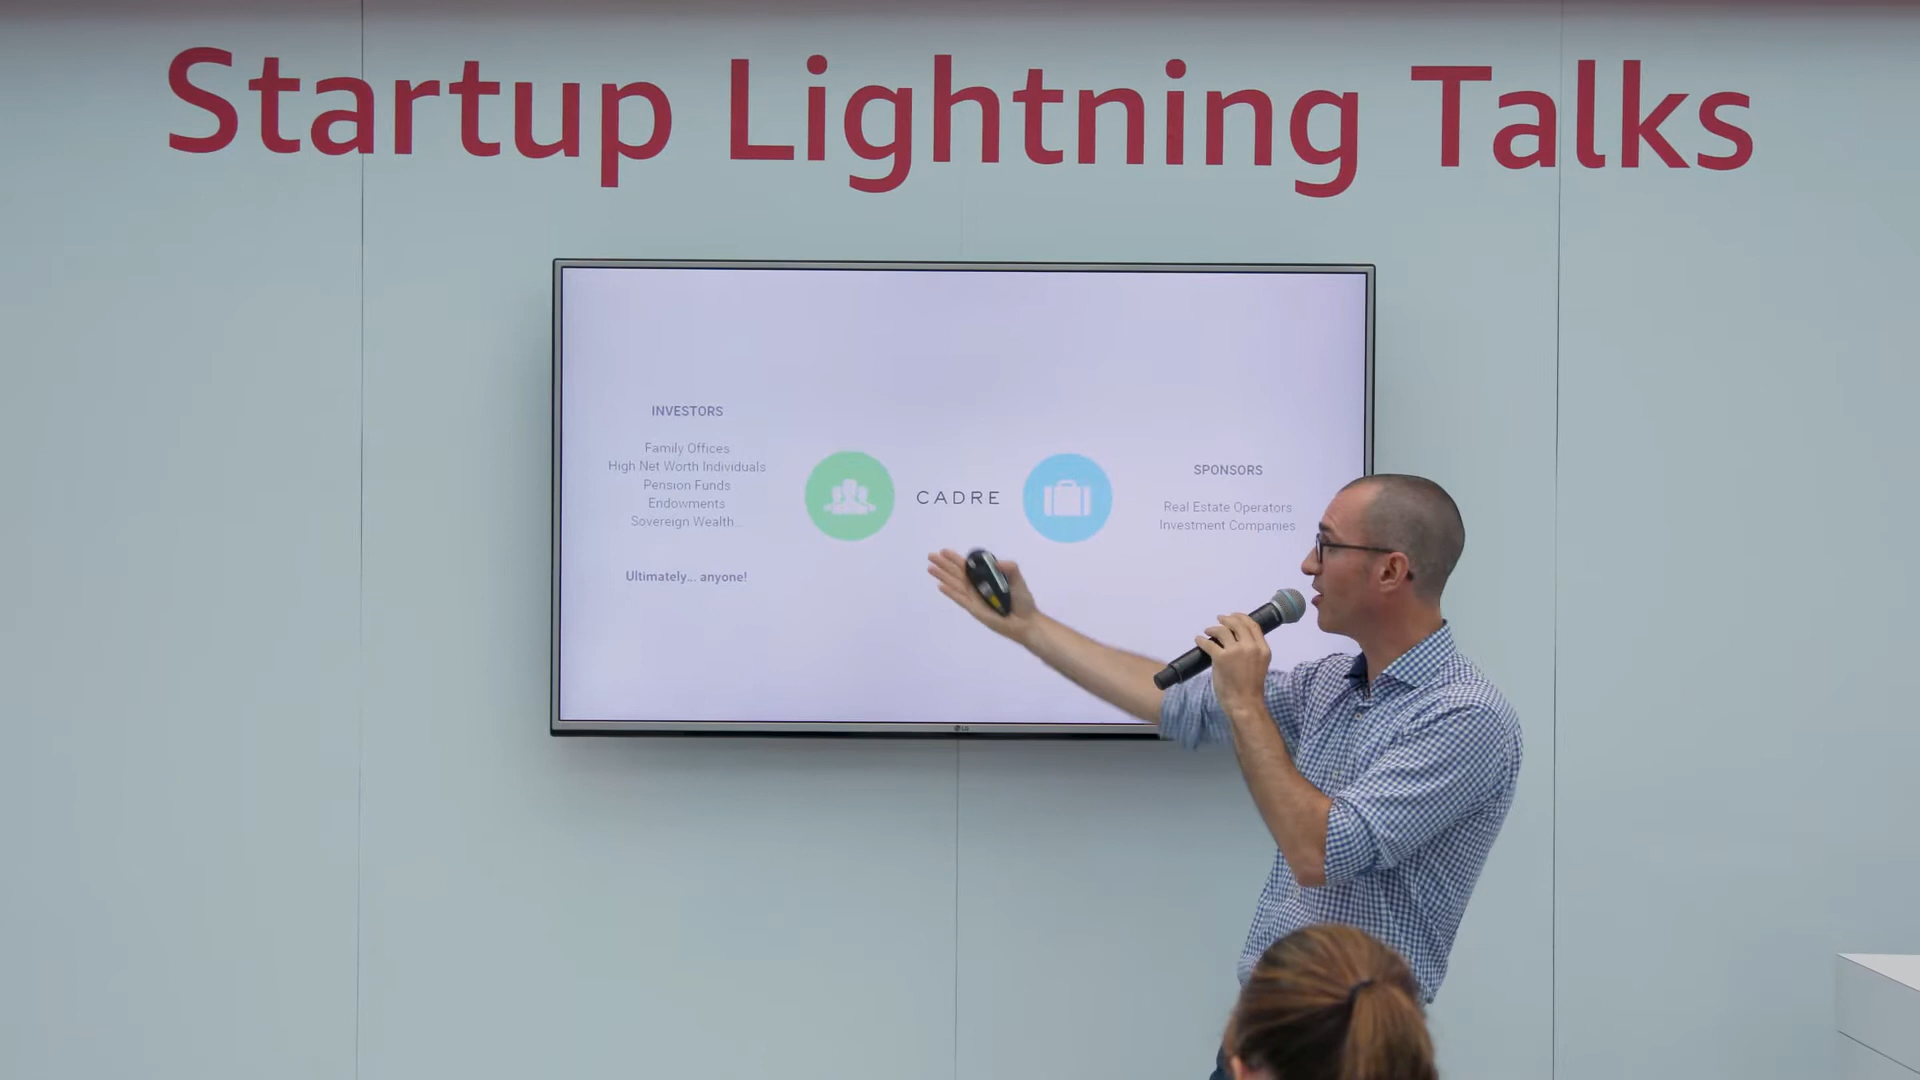 Startup Lightning Talks
INVESTORS
Family Offices
High Net Worth Individuals
Pension Funds
Endowments
Sovereign Wealth...
Ultimately... anyone!
CADRE
SPONSORS
Real Estate Operators
Investment Companies
LG